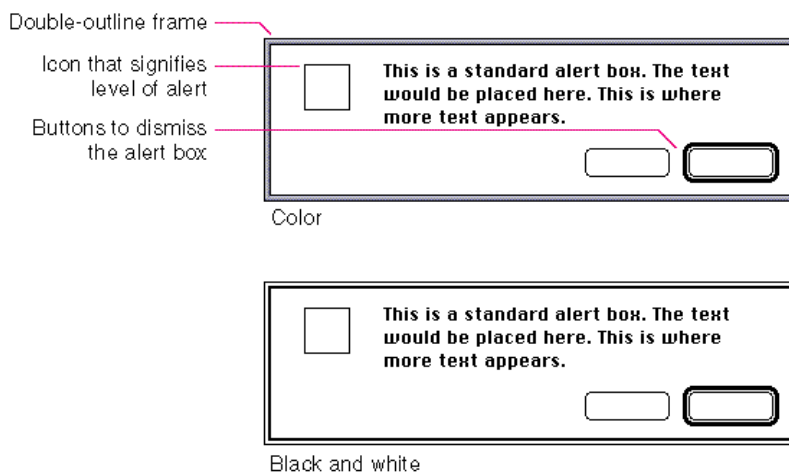 Double-outline frame
Icon that signifies
level of alert
Buttons to dismiss
the alert box
This is a standard alert box. The text
would be placed here. This is where
more text appears.
Color
This is a standard alert box. The text
would be placed here. This is where
more text appears.
Black and white